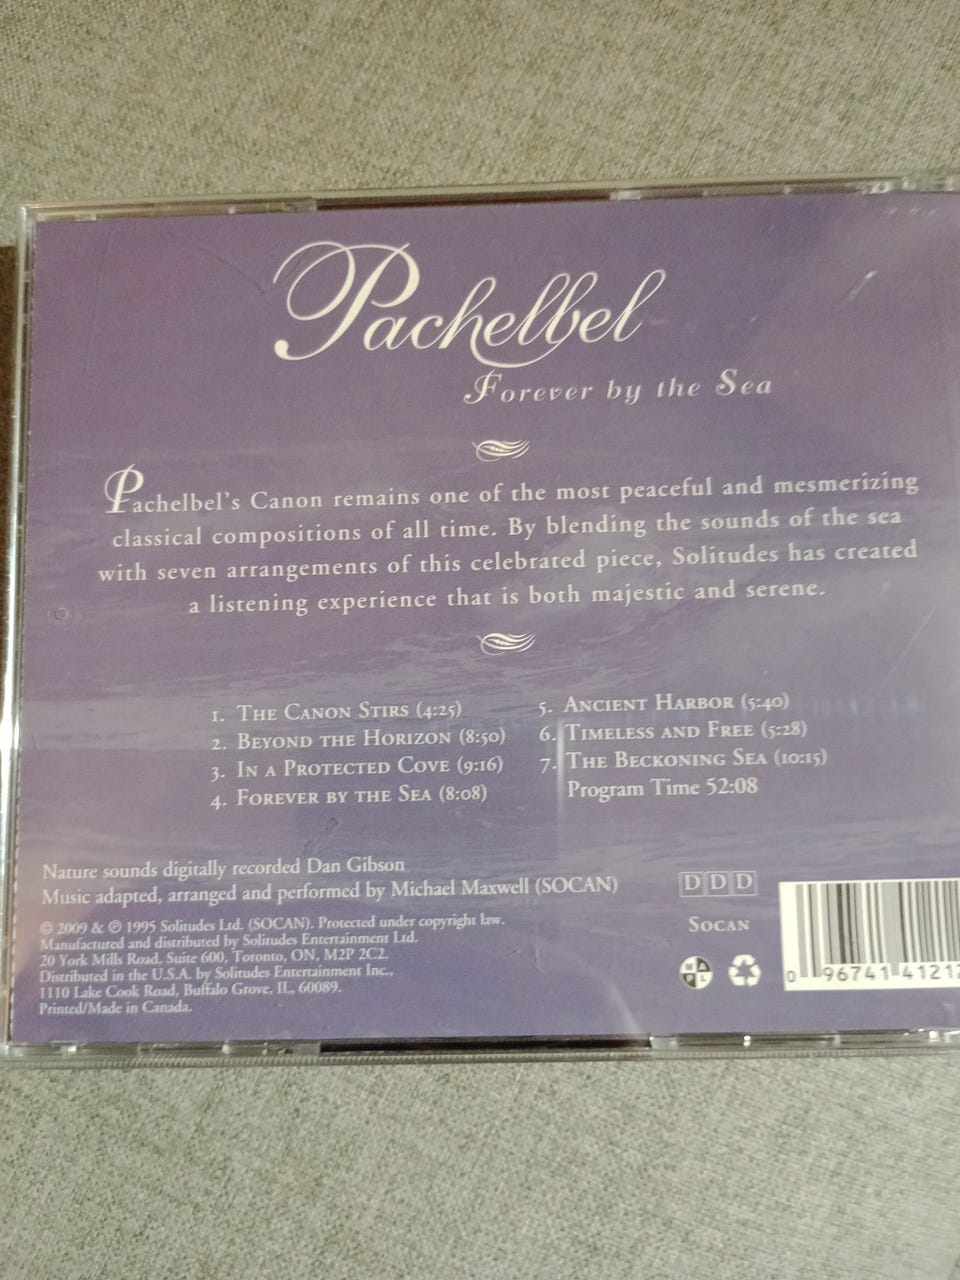 Pachelbel
Forever by the Sea
Pachelbel's Canon remains one of the most peaceful and mesmerizing
classical compositions of all time. By blending the sounds of the sea
with seven arrangements of this celebrated piece, Solitudes has created
a listening experience that is both majestic and serene.
1. The Canon Stirs (4:25)
2. Beyond the Horizon (8:50)
3. In a Protected Cove (9:16)
4. Forever by the Sea (8:08)
5. Ancient Harbor (5:40)
6. Timeless and Free (5:28)
7. The Beckoning Sea (10:15)
Program Time 52:08
Nature sounds digitally recorded Dan Gibson
Music adapted, arranged and performed by Michael Maxwell (SOCAN)
© 2009 & ℗ 1995 Solitudes Ltd. (SOCAN). Protected under copyright law.
Manufactured and distributed by Solitudes Entertainment Ltd.
20 York Mills Road, Suite 600, Toronto, ON, M2P 2C2.
Distributed in the U.S.A. by Solitudes Entertainment Inc.,
1110 Lake Cook Road, Buffalo Grove, IL, 60089.
Printed/Made in Canada.
DDD
Socan
M A P L
0 96741 41212